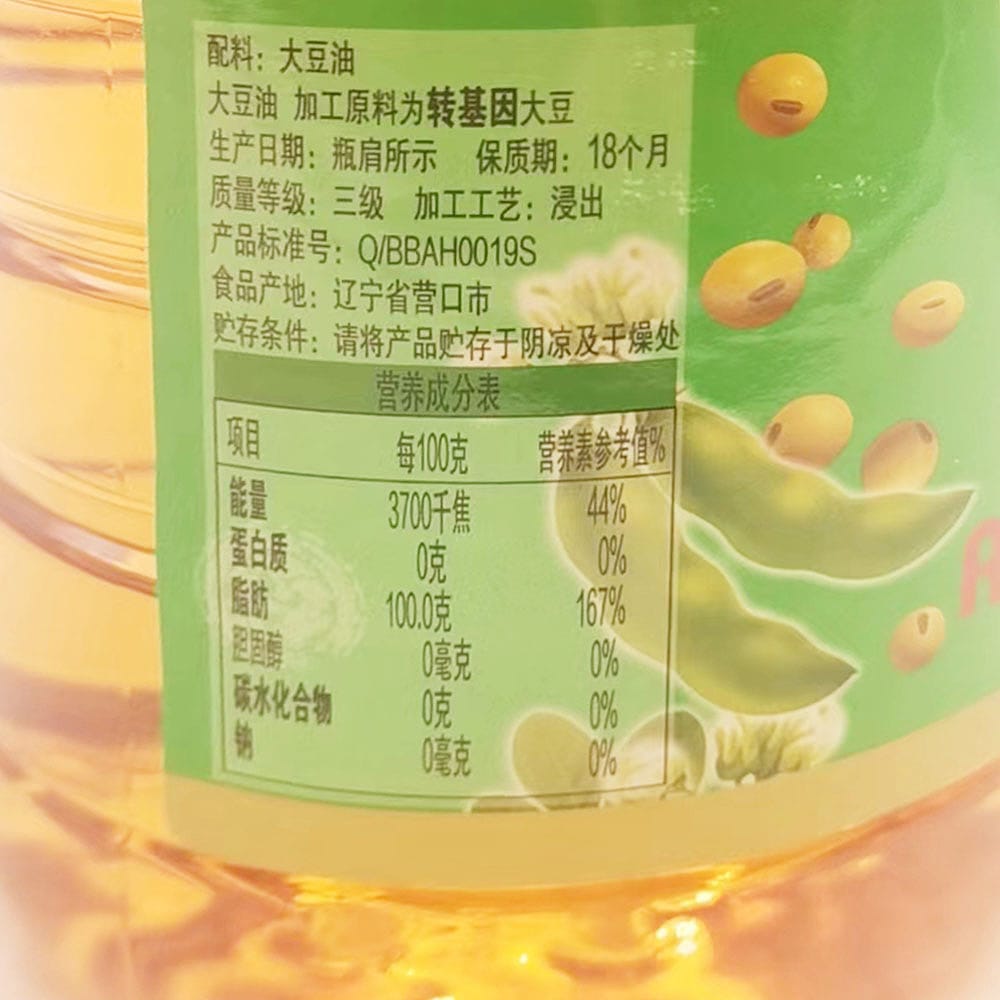 配料：大豆油
大豆油 加工原料为转基因大豆
生产日期：瓶肩所示 保质期：18个月
质量等级：三级 加工工艺：浸出
产品标准号：Q/BBAH0019S
食品产地：辽宁省营口市
贮存条件：请将产品贮存于阴凉及干燥处
营养成分表
项目 每100克 营养素参考值%
能量 3700千焦 44%
蛋白质 0克 0%
脂肪 100.0克 167%
胆固醇 0毫克 0%
碳水化合物 0克 0%
钠 0毫克 0%